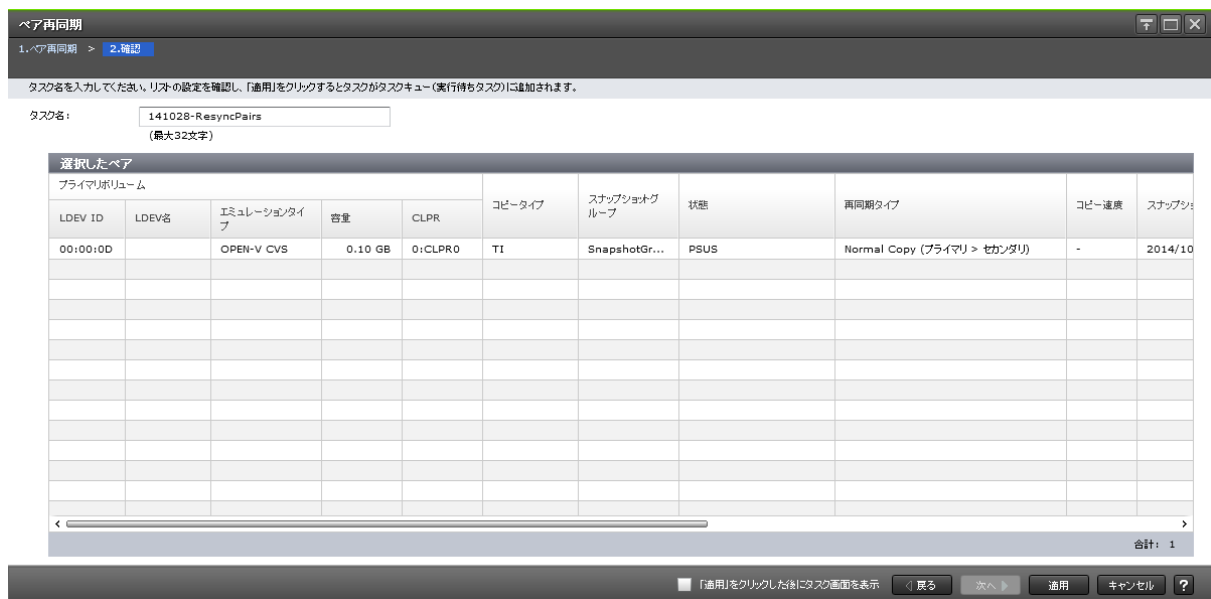 ペア再同期
1.ペア再同期 > 2.確認
タスク名を入力してください。リストの設定を確認し、「適用」をクリックするとタスクがタスクキュー(実行待ちタスク)に追加されます。
タスク名: 141028-ResyncPairs
(最大32文字)
選択したペア
プライマリボリューム
LDEV ID LDEV名 エミュレーションタイプ 容量 CLPR コピータイプ スナップショットグループ 状態 再同期タイプ コピー速度 スナップシ
00:00:0D OPEN-V CVS 0.10 GB 0:CLPR0 TI SnapshotGr... PSUS Normal Copy (プライマリ > セカンダリ) - 2014/10
合計: 1
「適用」をクリックした後にタスク画面を表示 戻る 次へ 適用 キャンセル ?